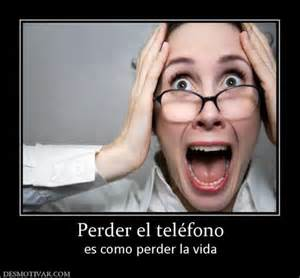 Perder el teléfono
es como perder la vida
DESMOTIVAR.COM